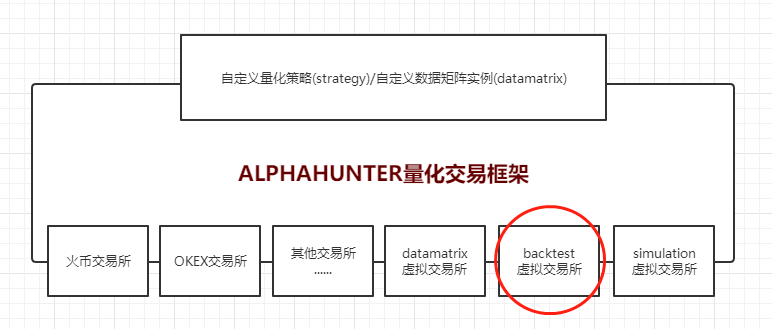 自定义量化策略(strategy)/自定义数据矩阵实例(datamatrix)
ALPHAHUNTER量化交易框架
火币交易所
OKEX交易所
其他交易所
......
datamatrix
虚拟交易所
backtest
虚拟交易所
simulation
虚拟交易所